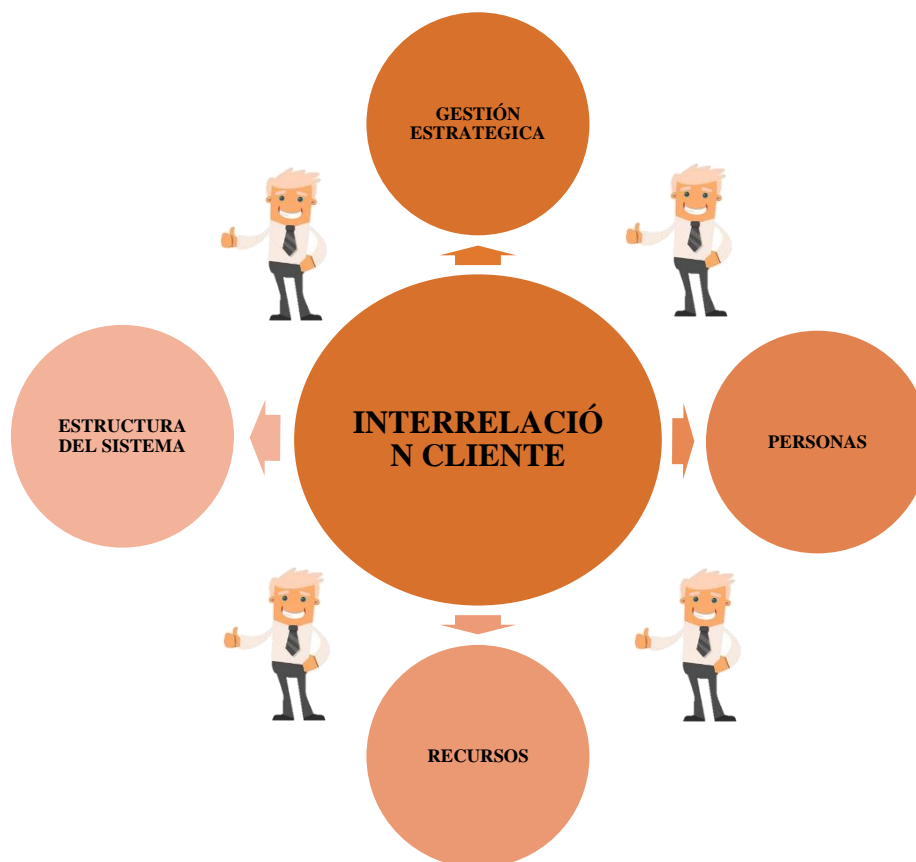 GESTIÓN
ESTRATEGICA
ESTRUCTURA
DEL SISTEMA
INTERRELACIÓ
N CLIENTE
PERSONAS
RECURSOS